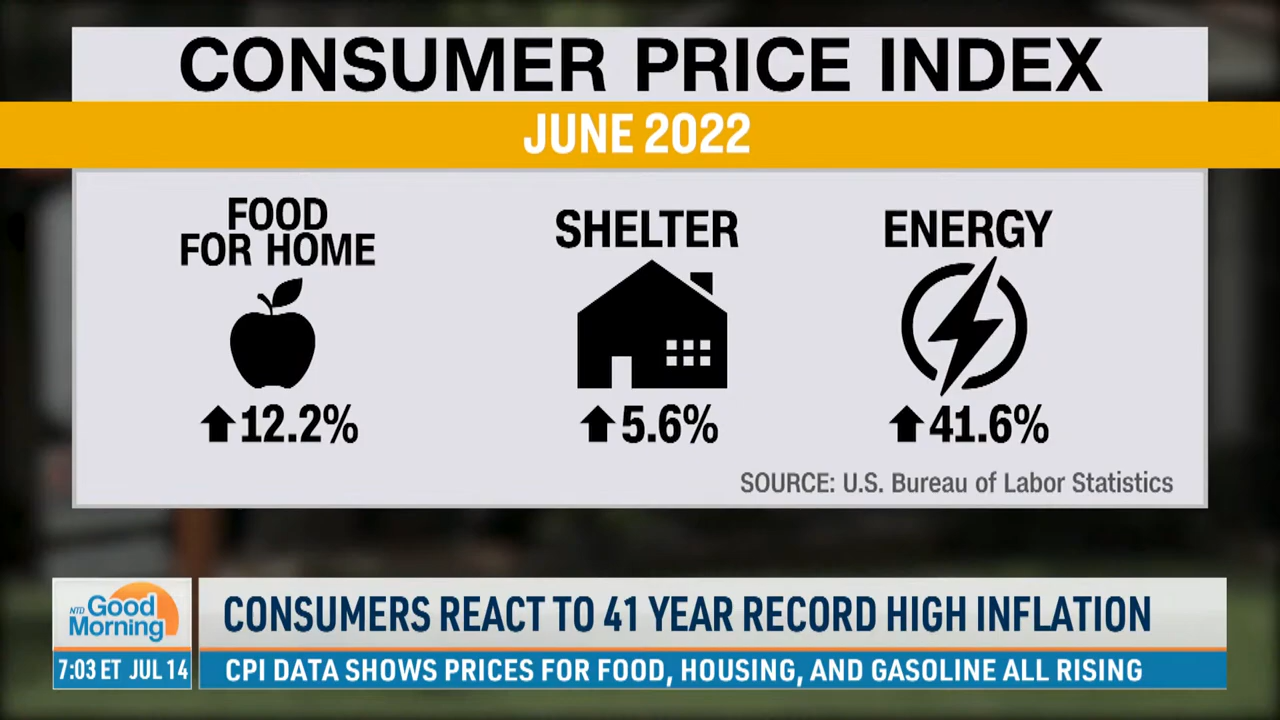 CONSUMER PRICE INDEX
JUNE 2022
FOOD
FOR HOME
12.2%
SHELTER
5.6%
ENERGY
41.6%
SOURCE: U.S. Bureau of Labor Statistics
NTD Good
Morning
7:03 ET JUL 14
CONSUMERS REACT TO 41 YEAR RECORD HIGH INFLATION
CPI DATA SHOWS PRICES FOR FOOD, HOUSING, AND GASOLINE ALL RISING